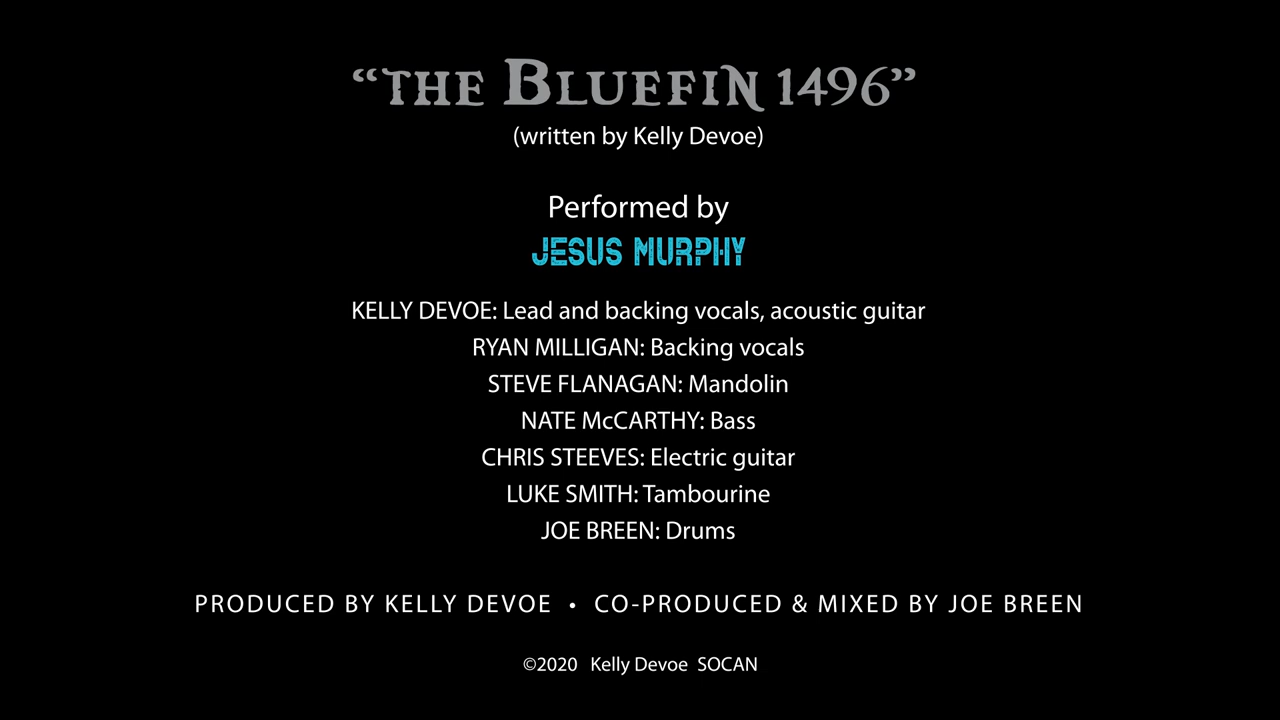 “THE BLUEFIN 1496”
(written by Kelly Devoe)
Performed by
JESUS MURPHY
KELLY DEVOE: Lead and backing vocals, acoustic guitar
RYAN MILLIGAN: Backing vocals
STEVE FLANAGAN: Mandolin
NATE McCARTHY: Bass
CHRIS STEEVES: Electric guitar
LUKE SMITH: Tambourine
JOE BREEN: Drums
PRODUCED BY KELLY DEVOE • CO-PRODUCED & MIXED BY JOE BREEN
©2020 Kelly Devoe SOCAN